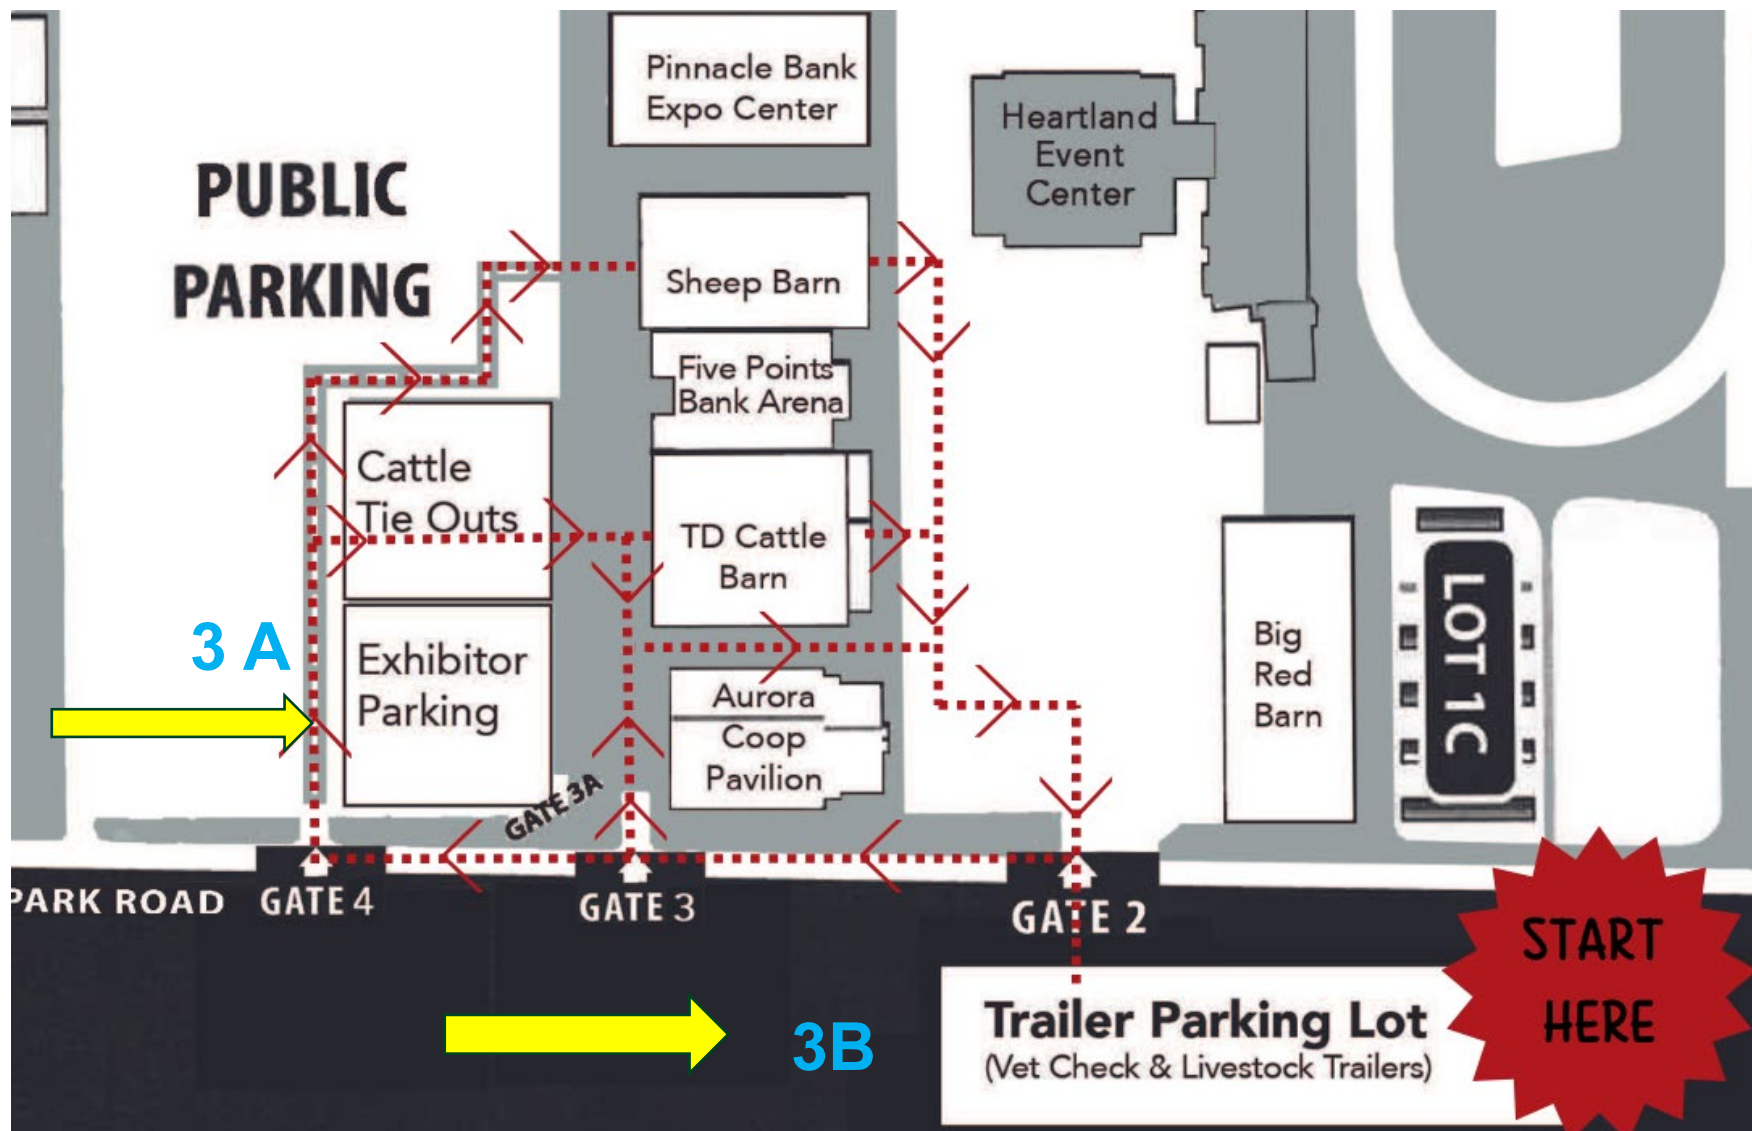 Pinnacle Bank
Expo Center
Heartland
Event
Center
PUBLIC
PARKING
Sheep Barn
Five Points
Bank Arena
Cattle
Tie Outs
TD Cattle
Barn
3 A
Exhibitor
Parking
Aurora
Coop
Pavilion
Big
Red
Barn
LOT 1C
GATE 3A
PARK ROAD
GATE 4
GATE 3
GATE 2
START
HERE
3B
Trailer Parking Lot
(Vet Check & Livestock Trailers)